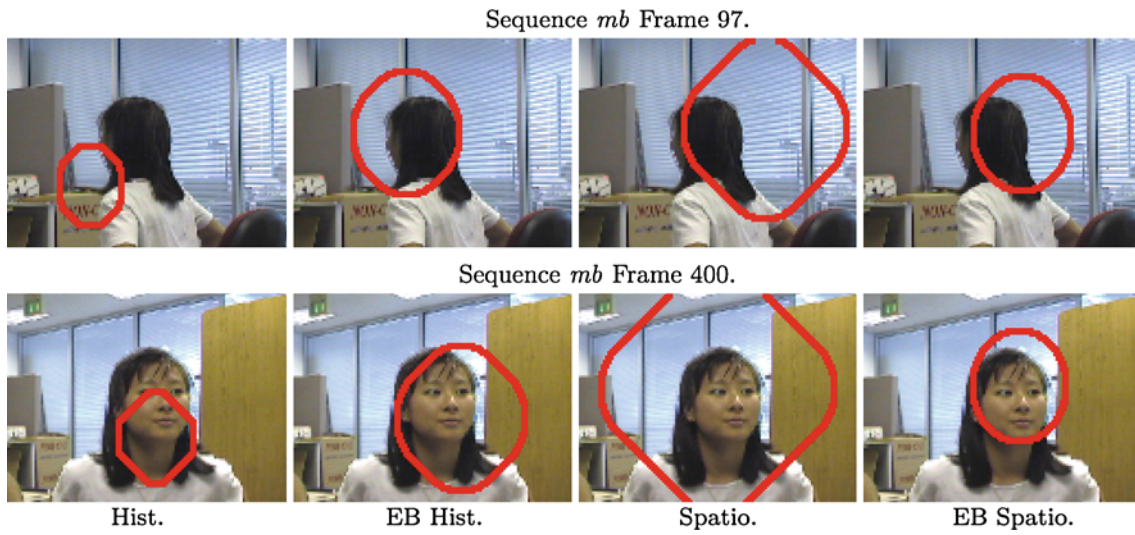 Sequence mb Frame 97.
Sequence mb Frame 400.
Hist.
EB Hist.
Spatio.
EB Spatio.